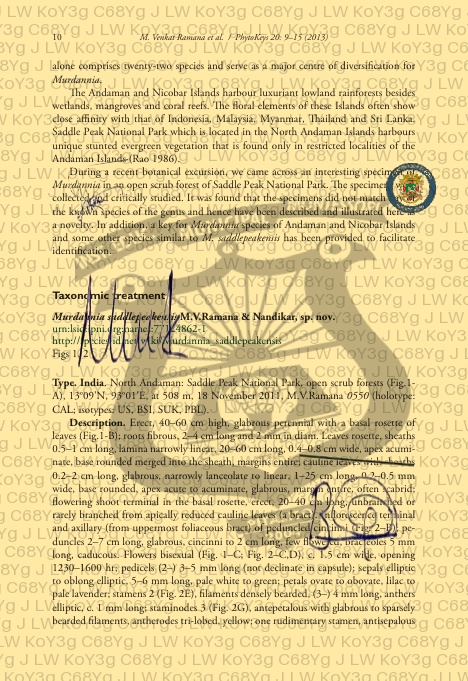 10 M. Venkat Ramana et al. / PhytoKeys 20: 9–15 (2013)
alone comprises twenty-two species and serve as a major centre of diversification for
Murdannia.
The Andaman and Nicobar Islands harbour luxuriant lowland rainforests besides
wetlands, mangroves and coral reefs. The floral elements of these Islands often show
close affinity with that of Indonesia, Malaysia, Myanmar, Thailand and Sri Lanka.
Saddle Peak National Park which is located in the North Andaman Islands harbours
unique stunted evergreen vegetation that is found only in restricted localities of the
Andaman Islands (Rao 1986).
During a recent botanical excursion, we came across an interesting specimen
Murdannia in an open scrub forest of Saddle Peak National Park. The specimens
collected and critically studied. It was found that the specimens did not match
the known species of the genus and hence have been described and illustrated here as
a novelty. In addition, a key for Murdannia species of Andaman and Nicobar Islands
and some other species similar to M. saddlepeakensis has been provided to facilitate
identification.
Taxonomic treatment
Murdannia saddlepeakensis M.V.Ramana & Nandikar, sp. nov.
urn:lsid:ipni.org:names:77124862-1
http://species-id.net/wiki/Murdannia_saddlepeakensis
Figs 1, 2
Type. India. North Andaman: Saddle Peak National Park, open scrub forests (Fig.1-
A), 13°09'N, 93°01'E, at 508 m, 18 November 2011, M.V.Ramana 0550 (holotype:
CAL; isotypes: US, BSI, SUK, PBL).
Description. Erect, 40–60 cm high, glabrous perennial with a basal rosette of
leaves (Fig.1-B); roots fibrous, 2–4 cm long and 2 mm in diam. Leaves rosette, sheaths
0.5–1 cm long, lamina narrowly linear, 20–60 cm long, 0.4–0.8 cm wide, apex acu-
minate, base rounded merged into the sheath, margins entire; cauline leaves with
0.2–2 cm long, glabrous, narrowly lanceolate to linear, 1–25 cm long, 0.2–0.5 mm
wide, base rounded, apex acute to acuminate, glabrous, margin entire, often scabrid;
flowering shoot terminal in the basal rosette, erect, 20–40 cm long, unbranched or
rarely branched from apically reduced cauline leaves (a bract). Inflorescence terminal
and axillary (from uppermost foliaceous bract) of peduncled cincinni (Fig. 2–B), pe-
duncles 2–7 cm long, glabrous, cincinni to 2 cm long, few flowered, bracteoles 5 mm
long, caducous. Flowers bisexual (Fig. 1–C; Fig. 2–C,D), c. 1.5 cm wide, opening
1230–1600 hr; pedicels (2–) 3–5 mm long (not declinate in capsule); sepals elliptic
to oblong elliptic, 5–6 mm long, pale white to green; petals ovate to obovate, lilac to
pale lavender; stamens 2 (Fig. 2E), filaments densely bearded, (3–) 4 mm long, anthers
elliptic, c. 1 mm long; staminodes 3 (Fig. 2G), antepetalous with glabrous to sparsely
bearded filaments, antherodes tri-lobed, yellow; one rudimentary stamen, antisepalous